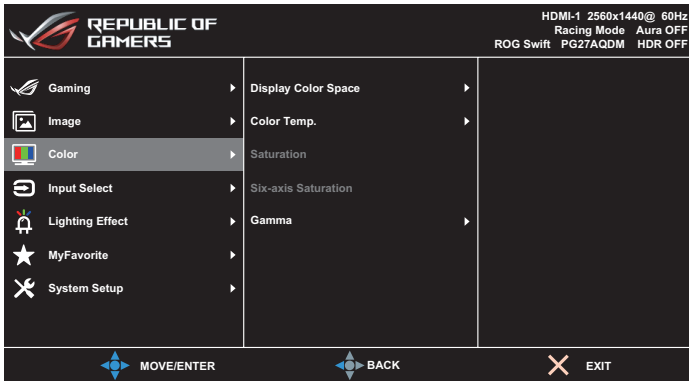 REPUBLIC OF
GAMERS
HDMI-1 2560x1440@ 60Hz
Racing Mode Aura OFF
ROG Swift PG27AQDM HDR OFF
Gaming
Image
Color
Input Select
Lighting Effect
MyFavorite
System Setup
Display Color Space
Color Temp.
Saturation
Six-axis Saturation
Gamma
MOVE/ENTER
BACK
EXIT